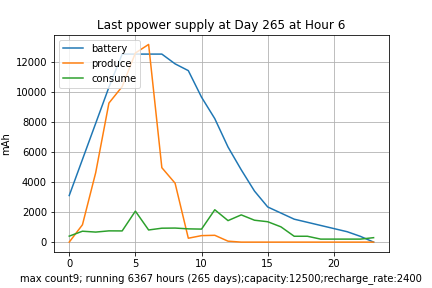 Last ppower supply at Day 265 at Hour 6
battery
produce
consume
mAh
12000
10000
8000
6000
4000
2000
0
0 5 10 15 20
max count9; running 6367 hours (265 days);capacity:12500;recharge_rate:2400